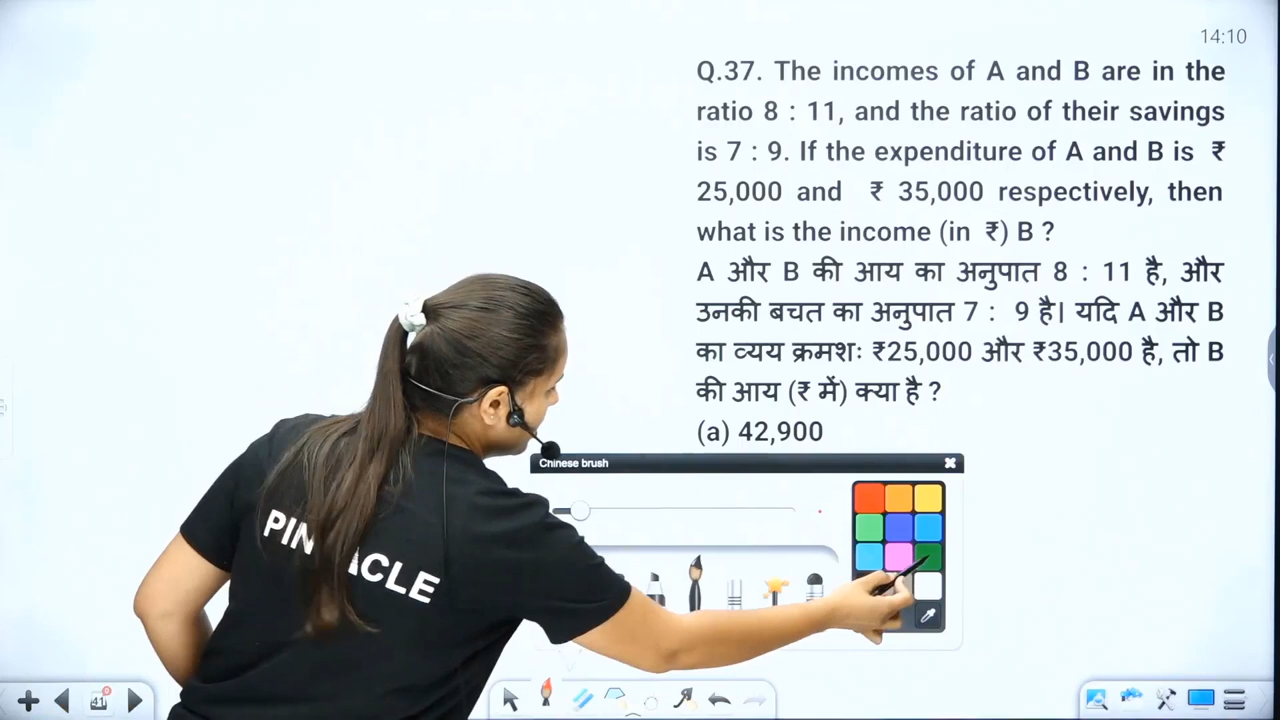 14:10
Q.37. The incomes of A and B are in the
ratio 8 : 11, and the ratio of their savings
is 7 : 9. If the expenditure of A and B is ₹
25,000 and ₹ 35,000 respectively, then
what is the income (in ₹) B ?
A और B की आय का अनुपात 8 : 11 है, और
उनकी बचत का अनुपात 7 : 9 है। यदि A और B
का व्यय क्रमशः ₹25,000 और ₹35,000 है, तो B
की आय (₹ में) क्या है ?
(a) 42,900
Chinese brush
PINNACLE
41